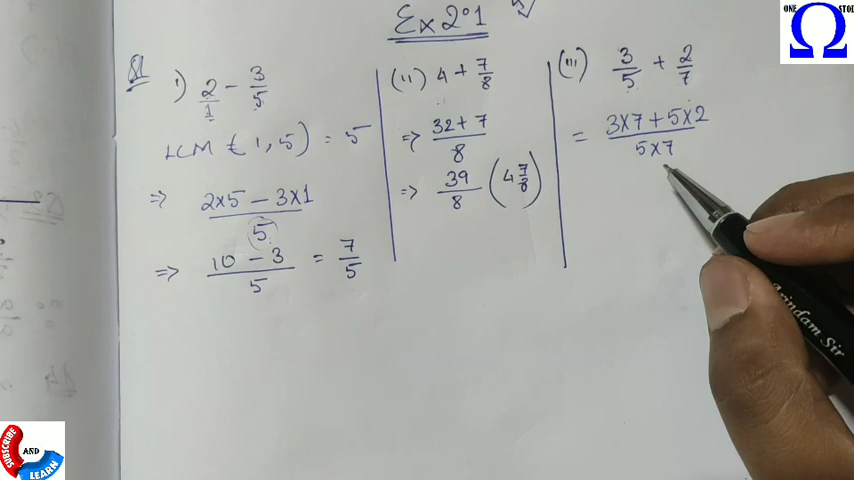 Ex 2.1
Q1
i) 2/1 - 3/5
LCM (1, 5) = 5
=> (2x5 - 3x1)/5
=> (10 - 3)/5 = 7/5
(ii) 4 + 7/8
=> (32 + 7)/8
=> 39/8 (4 7/8)
(iii) 3/5 + 2/7
= (3x7 + 5x2)/(5x7)
Arindam Sir
ONE
Ω
SUBSCRIBE
AND
LEARN